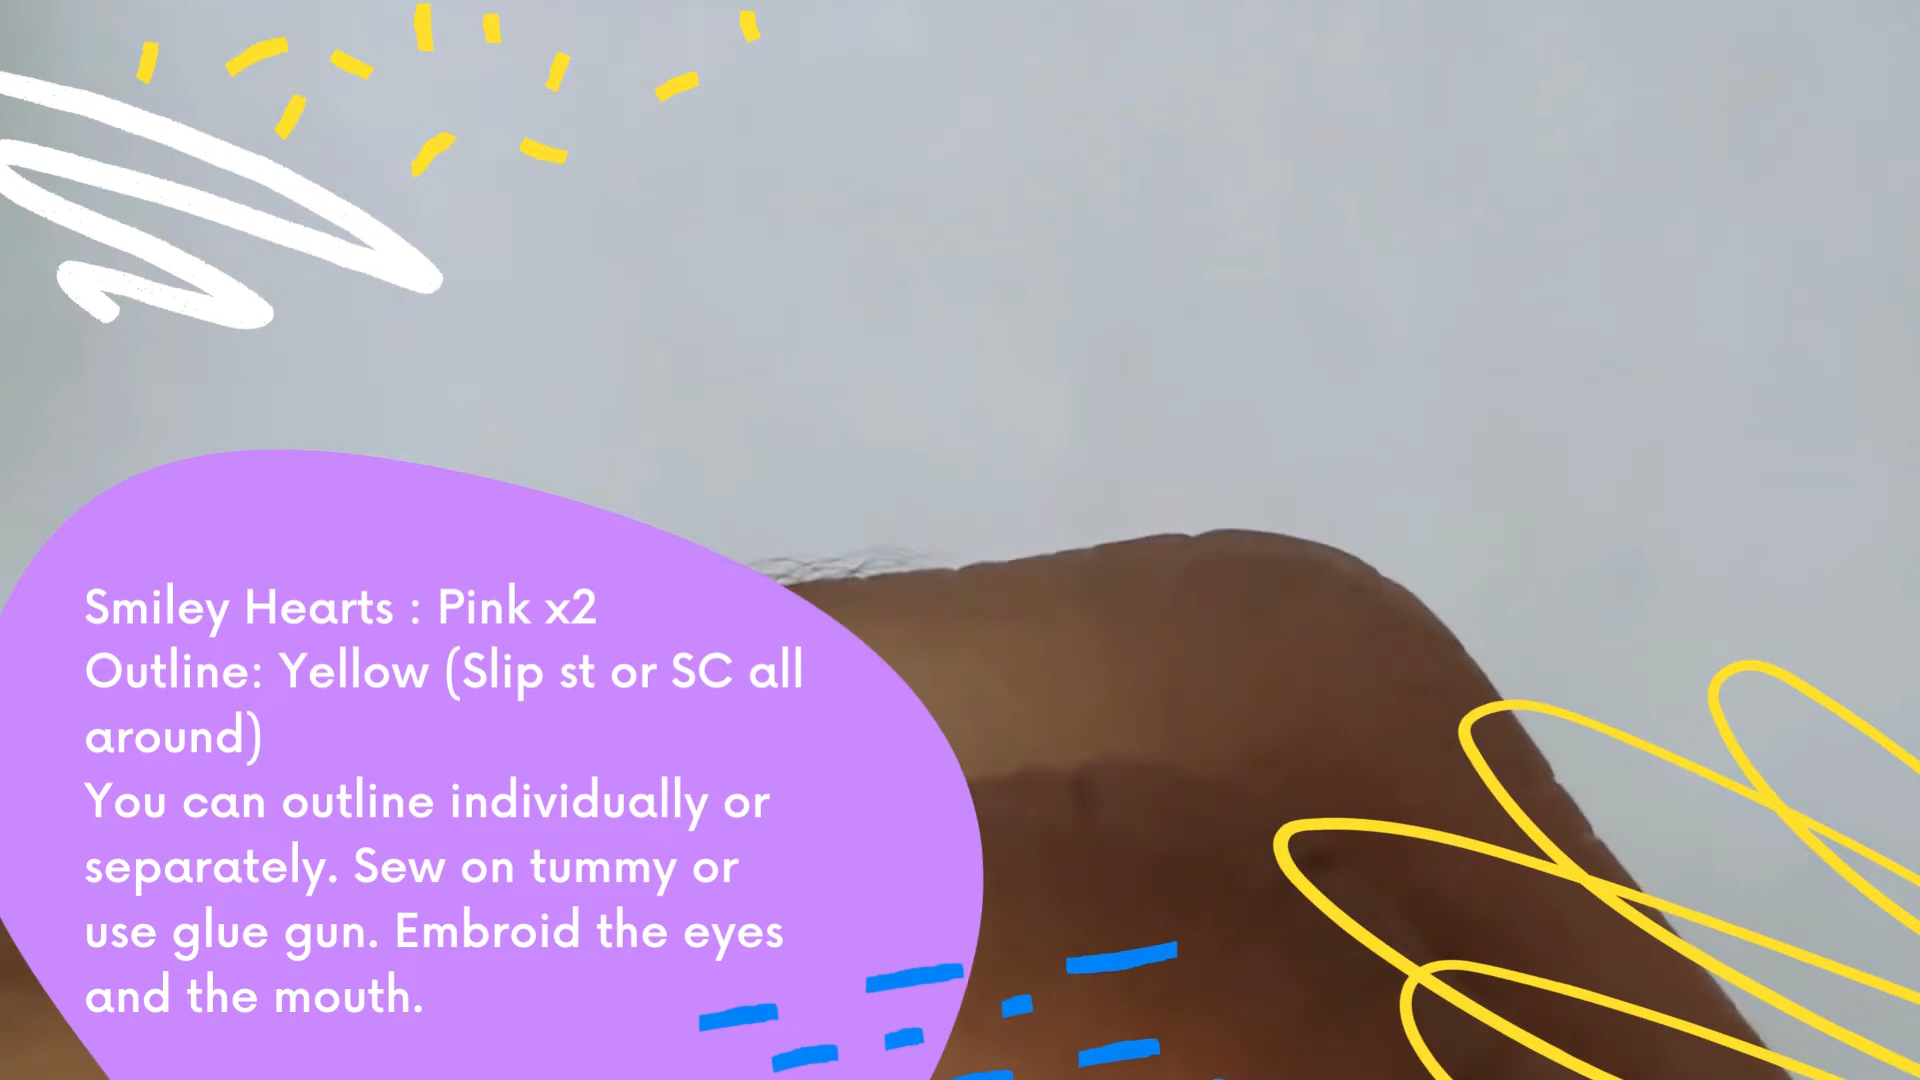 Smiley Hearts : Pink x2
Outline: Yellow (Slip st or SC all
around)
You can outline individually or
separately. Sew on tummy or
use glue gun. Embroid the eyes
and the mouth.